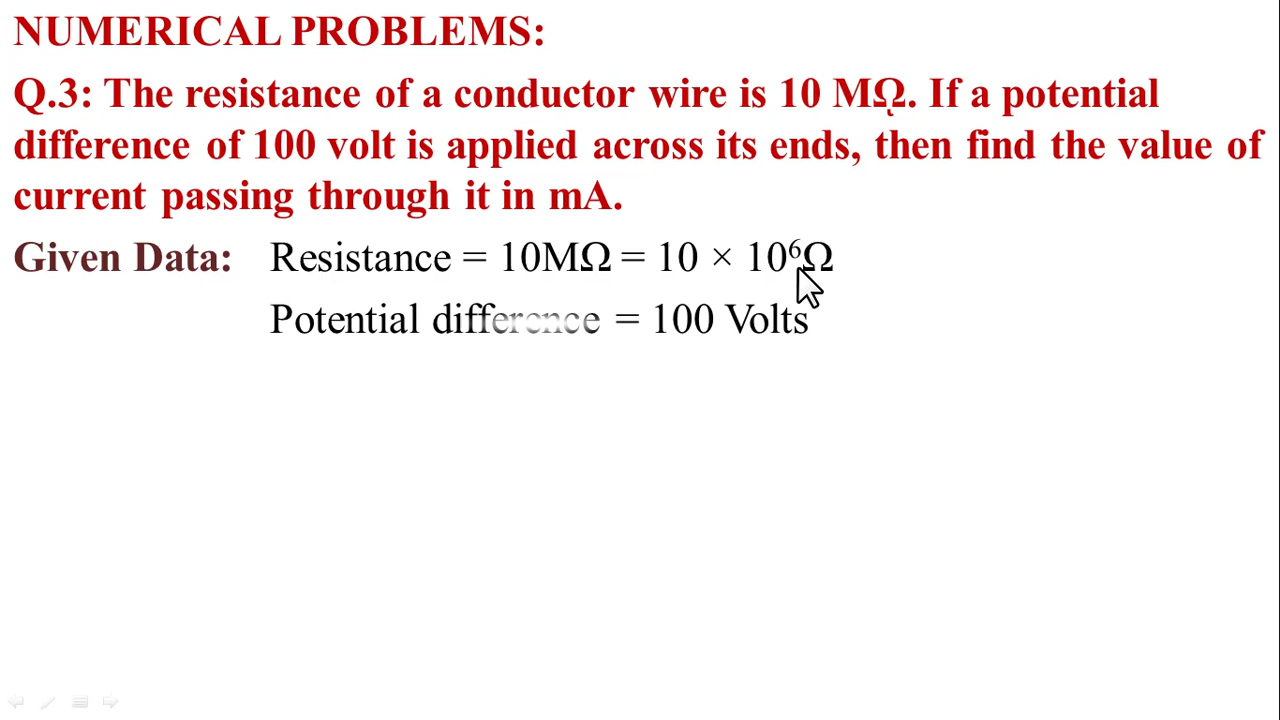 NUMERICAL PROBLEMS:
Q.3: The resistance of a conductor wire is 10 MΩ. If a potential
difference of 100 volt is applied across its ends, then find the value of
current passing through it in mA.
Given Data: Resistance = 10MΩ = 10 × 10⁶Ω
Potential difference = 100 Volts